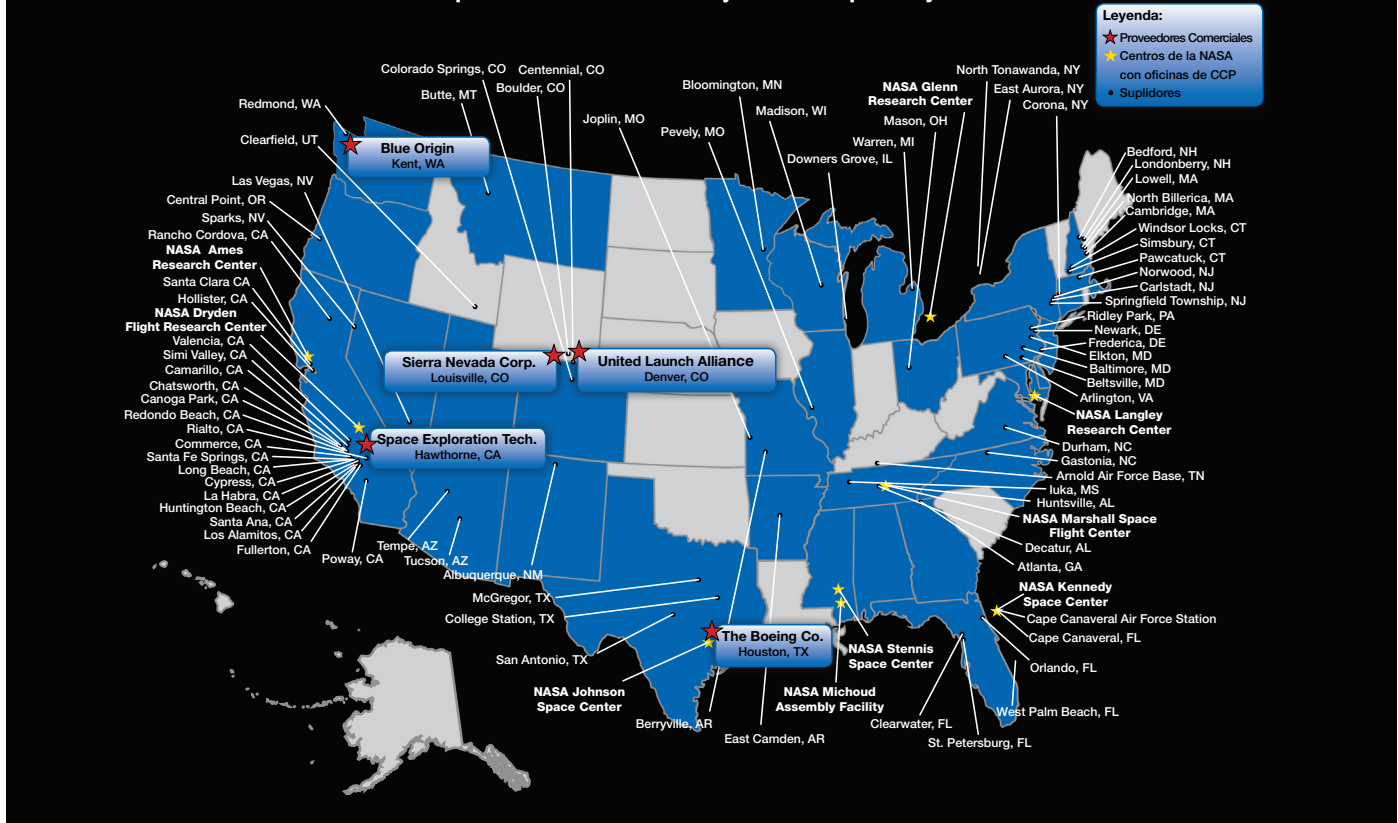 Leyenda:
Proveedores Comerciales
Centros de la NASA
con oficinas de CCP
Suplidores
Colorado Springs, CO
Centennial, CO
Boulder, CO
Butte, MT
Redmond, WA
Clearfield, UT
Joplin, MO
Bloomington, MN
Pevely, MO
Madison, WI
Downers Grove, IL
NASA Glenn
Research Center
Mason, OH
Warren, MI
North Tonawanda, NY
East Aurora, NY
Corona, NY
Blue Origin
Kent, WA
Las Vegas, NV
Central Point, OR
Sparks, NV
Rancho Cordova, CA
NASA Ames
Research Center
Santa Clara CA
Hollister, CA
NASA Dryden
Flight Research Center
Valencia, CA
Simi Valley, CA
Camarillo, CA
Chatsworth, CA
Canoga Park, CA
Redondo Beach, CA
Rialto, CA
Commerce, CA
Santa Fe Springs, CA
Long Beach, CA
Cypress, CA
La Habra, CA
Huntington Beach, CA
Santa Ana, CA
Los Alamitos, CA
Fullerton, CA
Poway, CA
Tempe, AZ
Tucson, AZ
Albuquerque, NM
Sierra Nevada Corp.
Louisville, CO
United Launch Alliance
Denver, CO
Space Exploration Tech.
Hawthorne, CA
Bedford, NH
Londonberry, NH
Lowell, MA
North Billerica, MA
Cambridge, MA
Windsor Locks, CT
Simsbury, CT
Pawcatuck, CT
Norwood, NJ
Carlstadt, NJ
Springfield Township, NJ
Ridley Park, PA
Newark, DE
Frederica, DE
Elkton, MD
Baltimore, MD
Beltsville, MD
Arlington, VA
NASA Langley
Research Center
Durham, NC
Gastonia, NC
Arnold Air Force Base, TN
Iuka, MS
Huntsville, AL
NASA Marshall Space
Flight Center
Decatur, AL
Atlanta, GA
NASA Kennedy
Space Center
Cape Canaveral Air Force Station
Cape Canaveral, FL
Orlando, FL
West Palm Beach, FL
St. Petersburg, FL
Clearwater, FL
McGregor, TX
College Station, TX
San Antonio, TX
The Boeing Co.
Houston, TX
NASA Johnson
Space Center
NASA Stennis
Space Center
NASA Michoud
Assembly Facility
Berryville, AR
East Camden, AR